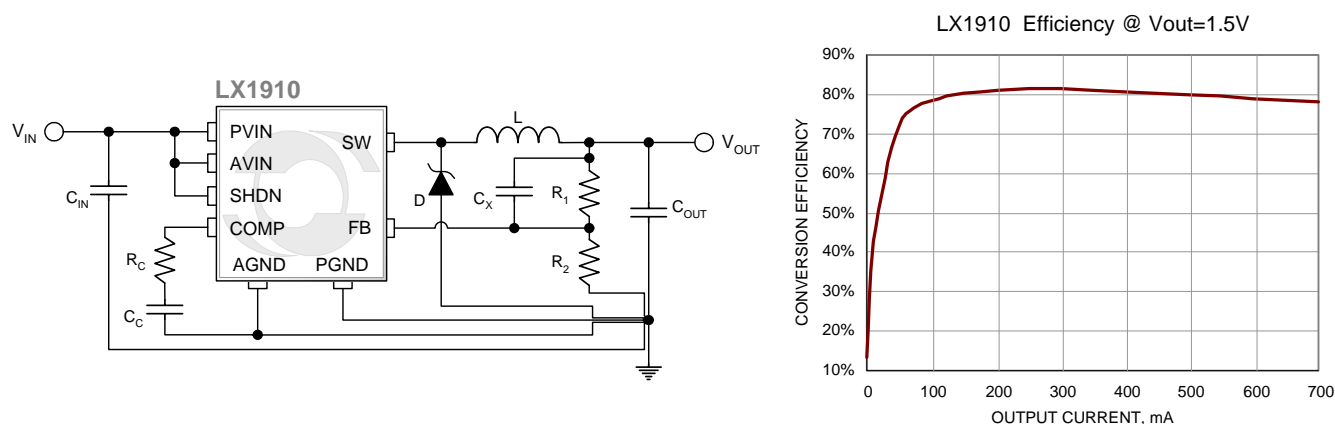 LX1910
V_IN
PVIN
AVIN
SHDN
COMP
AGND
PGND
SW
FB
L
V_OUT
C_IN
R_C
C_C
D
C_X
R_1
R_2
C_OUT
LX1910 Efficiency @ Vout=1.5V
CONVERSION EFFICIENCY
90%
80%
70%
60%
50%
40%
30%
20%
10%
0 100 200 300 400 500 600 700
OUTPUT CURRENT, mA